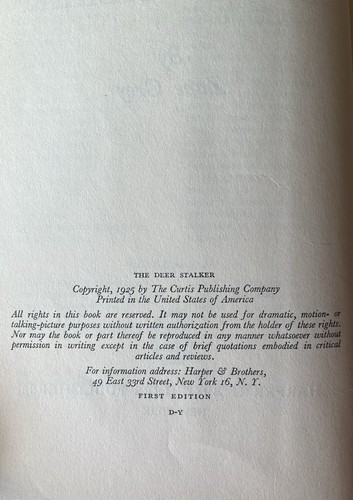 THE DEER STALKER
Copyright, 1925 by The Curtis Publishing Company
Printed in the United States of America
All rights in this book are reserved. It may not be used for dramatic, motion- or
talking-picture purposes without written authorization from the holder of these rights.
Nor may the book or part thereof be reproduced in any manner whatsoever without
permission in writing except in the case of brief quotations embodied in critical
articles and reviews.
For information address: Harper & Brothers,
49 East 33rd Street, New York 16, N. Y.
FIRST EDITION
D-Y